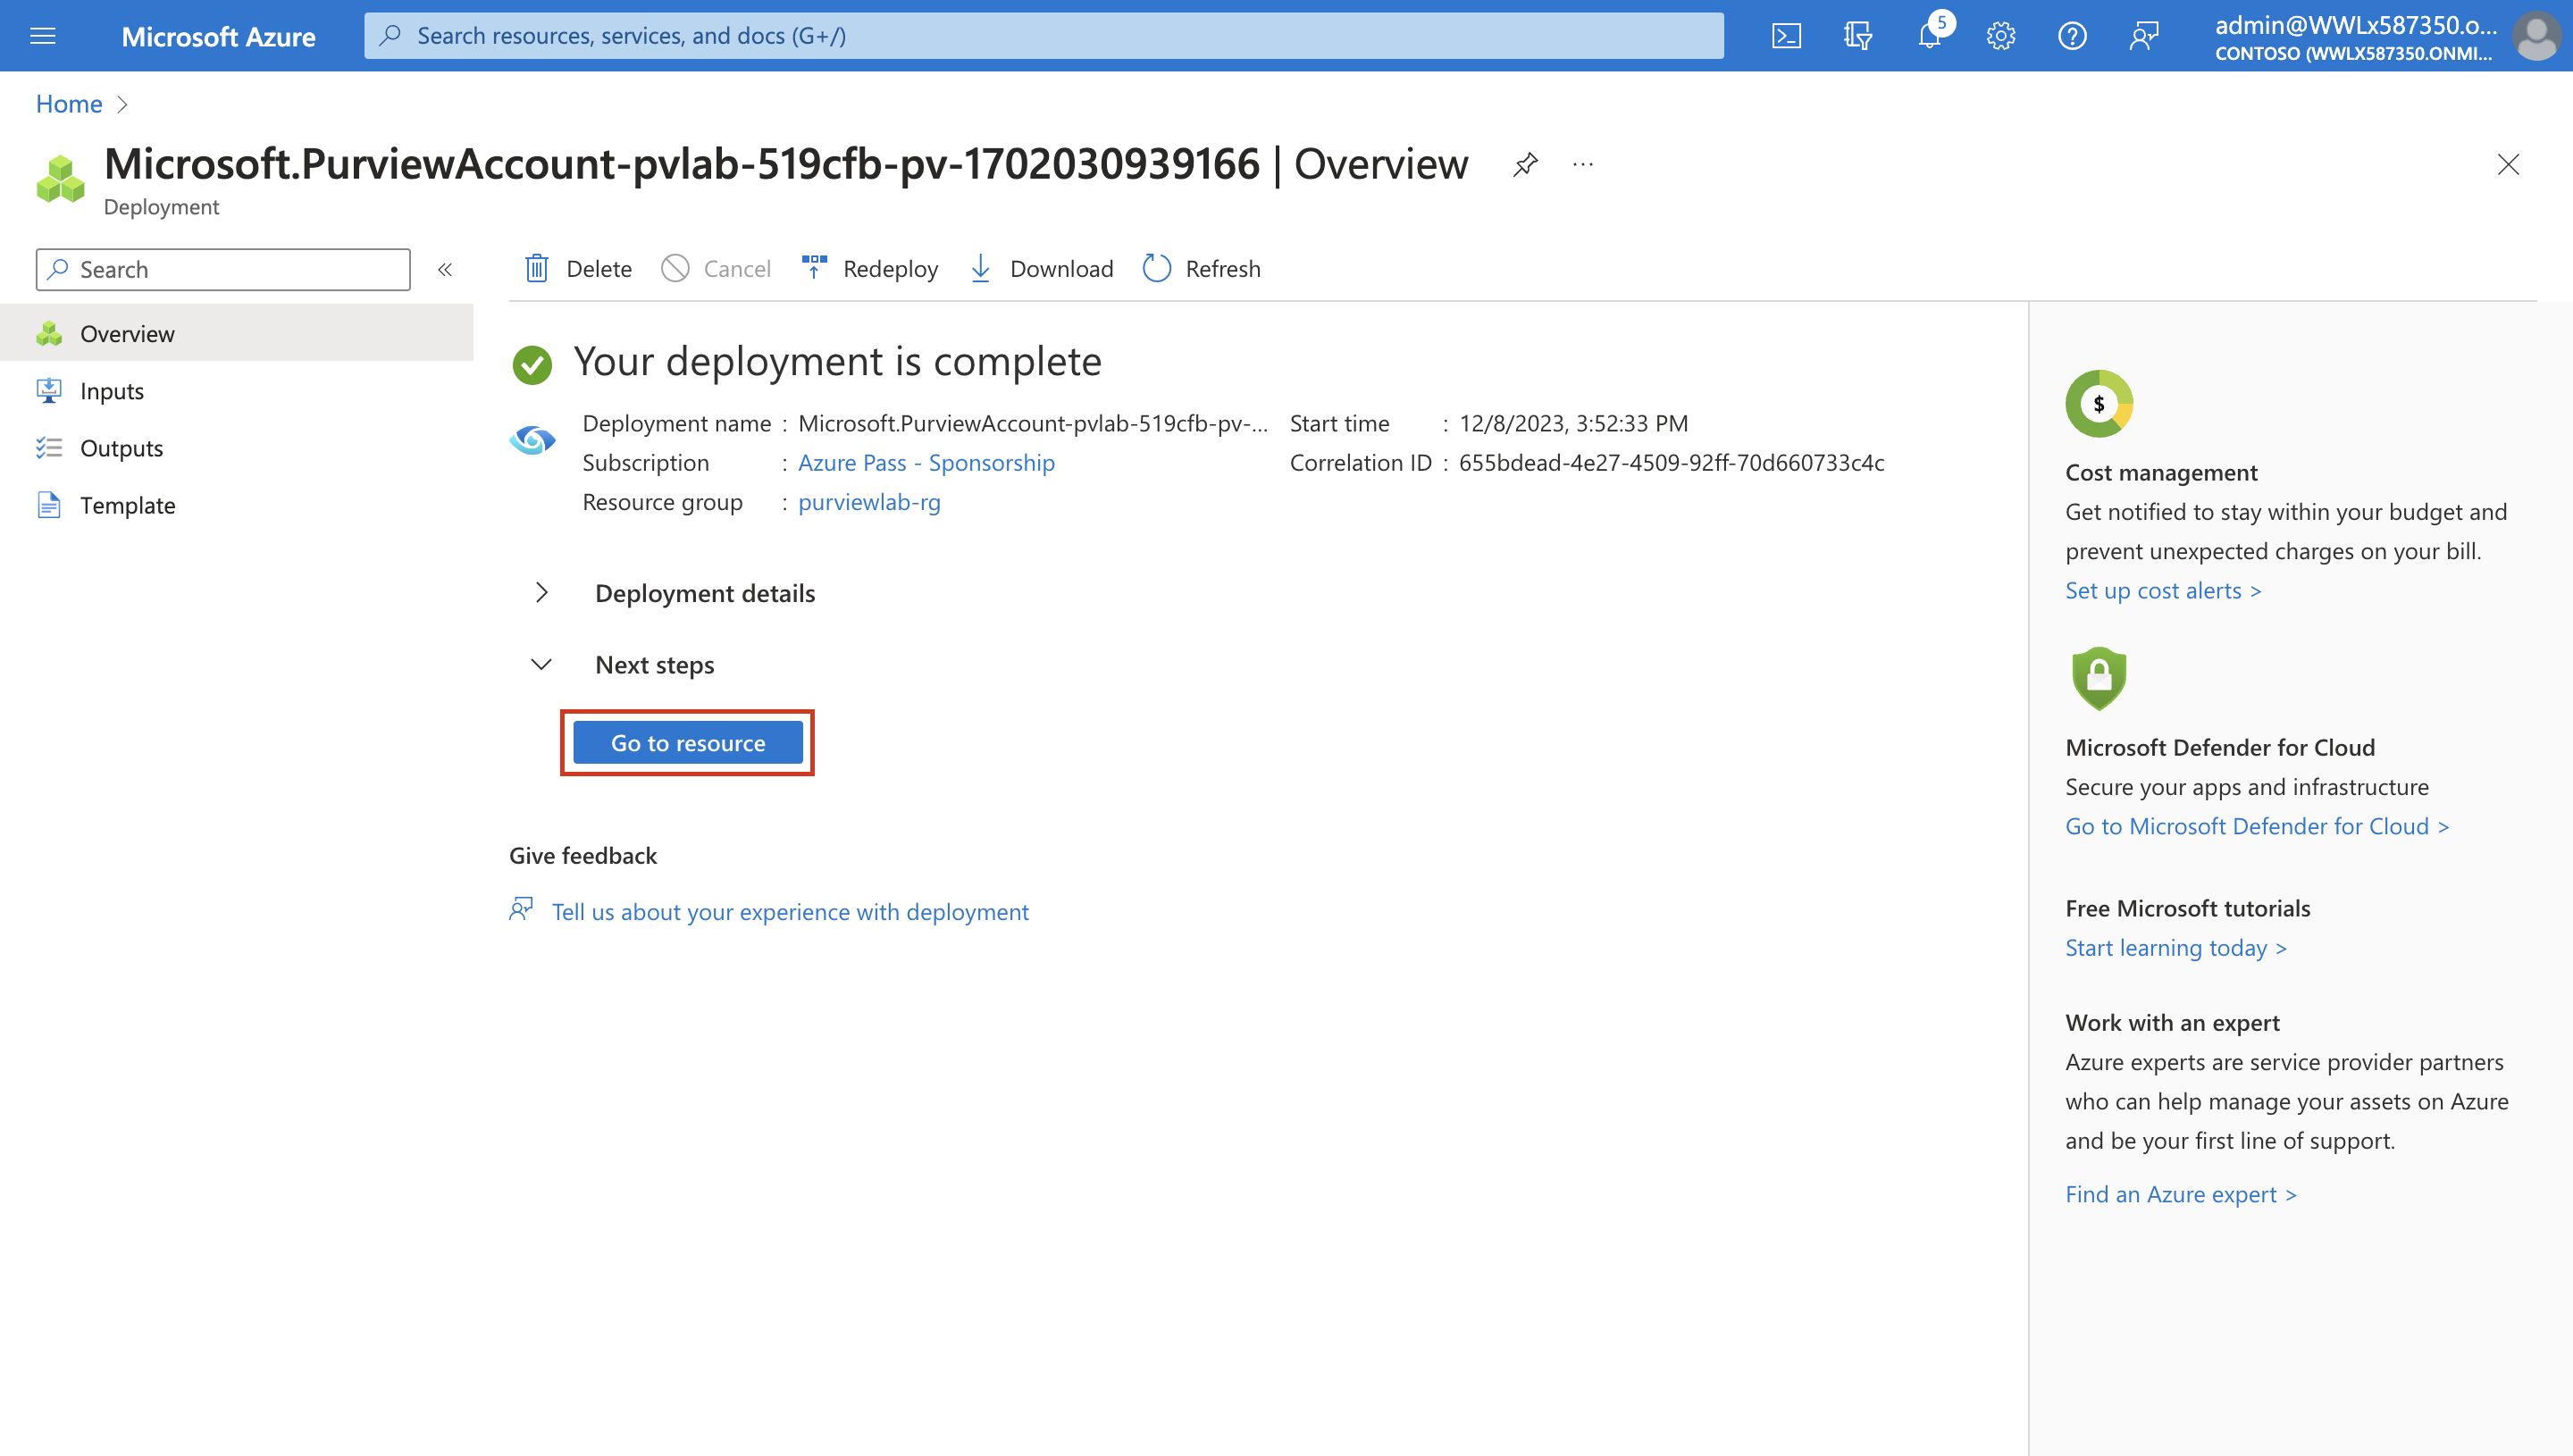 Microsoft Azure
Search resources, services, and docs (G+/)
5
admin@WWLx587350.o...
CONTOSO (WWLX587350.ONMI...
Home
Microsoft.PurviewAccount-pvlab-519cfb-pv-1702030939166 | Overview
Deployment
Search
Delete
Cancel
Redeploy
Download
Refresh
Overview
Inputs
Outputs
Template
Your deployment is complete
Deployment name : Microsoft.PurviewAccount-pvlab-519cfb-pv-...
Subscription : Azure Pass - Sponsorship
Resource group : purviewlab-rg
Start time : 12/8/2023, 3:52:33 PM
Correlation ID : 655bdead-4e27-4509-92ff-70d660733c4c
Deployment details
Next steps
Go to resource
Give feedback
Tell us about your experience with deployment
$
Cost management
Get notified to stay within your budget and
prevent unexpected charges on your bill.
Set up cost alerts >
Microsoft Defender for Cloud
Secure your apps and infrastructure
Go to Microsoft Defender for Cloud >
Free Microsoft tutorials
Start learning today >
Work with an expert
Azure experts are service provider partners
who can help manage your assets on Azure
and be your first line of support.
Find an Azure expert >